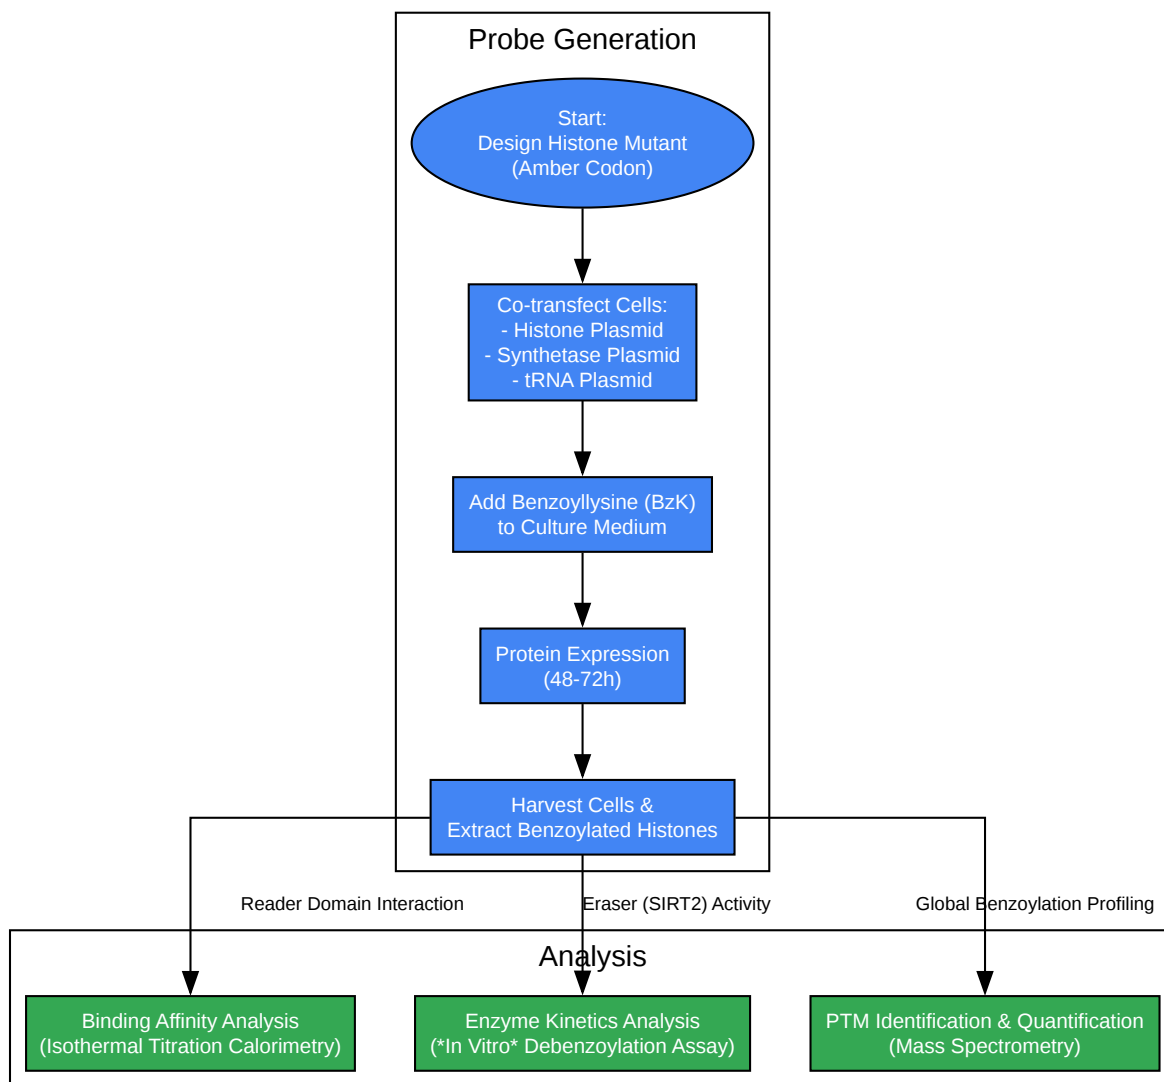 Probe Generation
Start:
Design Histone Mutant
(Amber Codon)
Co-transfect Cells:
- Histone Plasmid
- Synthetase Plasmid
- tRNA Plasmid
Add Benzoyllysine (BzK)
to Culture Medium
Protein Expression
(48-72h)
Harvest Cells &
Extract Benzoylated Histones
Reader Domain Interaction
Eraser (SIRT2) Activity
Global Benzoylation Profiling
Analysis
Binding Affinity Analysis
(Isothermal Titration Calorimetry)
Enzyme Kinetics Analysis
(*In Vitro* Debenzoylation Assay)
PTM Identification & Quantification
(Mass Spectrometry)